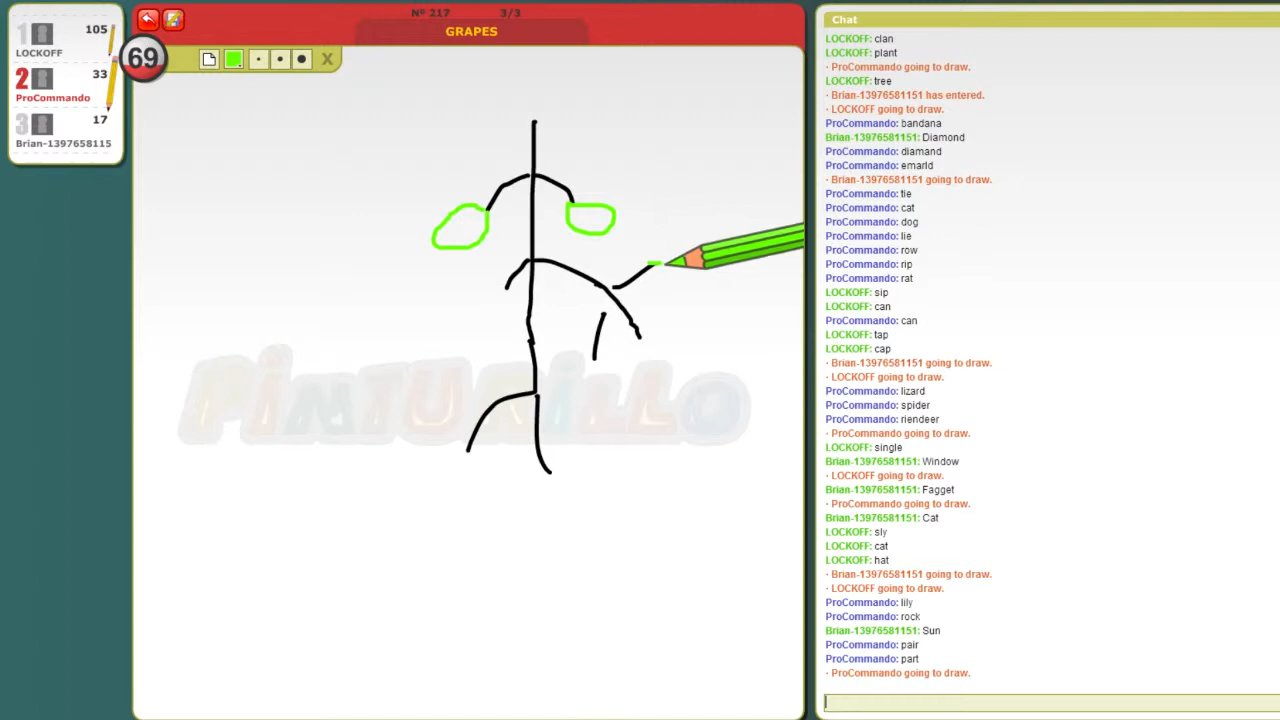 1 105
LOCKOFF
2 33
ProCommando
3 17
Brian-1397658115
69
Nº 217 3/3
GRAPES
X
PinTURiLLO
Chat
LOCKOFF: clan
LOCKOFF: plant
· ProCommando going to draw.
LOCKOFF: tree
· Brian-13976581151 has entered.
· LOCKOFF going to draw.
ProCommando: bandana
Brian-13976581151: Diamond
ProCommando: diamand
ProCommando: emarld
· Brian-13976581151 going to draw.
ProCommando: tie
ProCommando: cat
ProCommando: dog
ProCommando: lie
ProCommando: row
ProCommando: rip
ProCommando: rat
LOCKOFF: sip
LOCKOFF: can
ProCommando: can
LOCKOFF: tap
LOCKOFF: cap
· Brian-13976581151 going to draw.
· LOCKOFF going to draw.
ProCommando: lizard
ProCommando: spider
ProCommando: riendeer
· ProCommando going to draw.
LOCKOFF: single
Brian-13976581151: Window
· LOCKOFF going to draw.
Brian-13976581151: Fagget
· ProCommando going to draw.
Brian-13976581151: Cat
LOCKOFF: sly
LOCKOFF: cat
LOCKOFF: hat
· Brian-13976581151 going to draw.
· LOCKOFF going to draw.
ProCommando: lily
ProCommando: rock
Brian-13976581151: Sun
ProCommando: pair
ProCommando: part
· ProCommando going to draw.